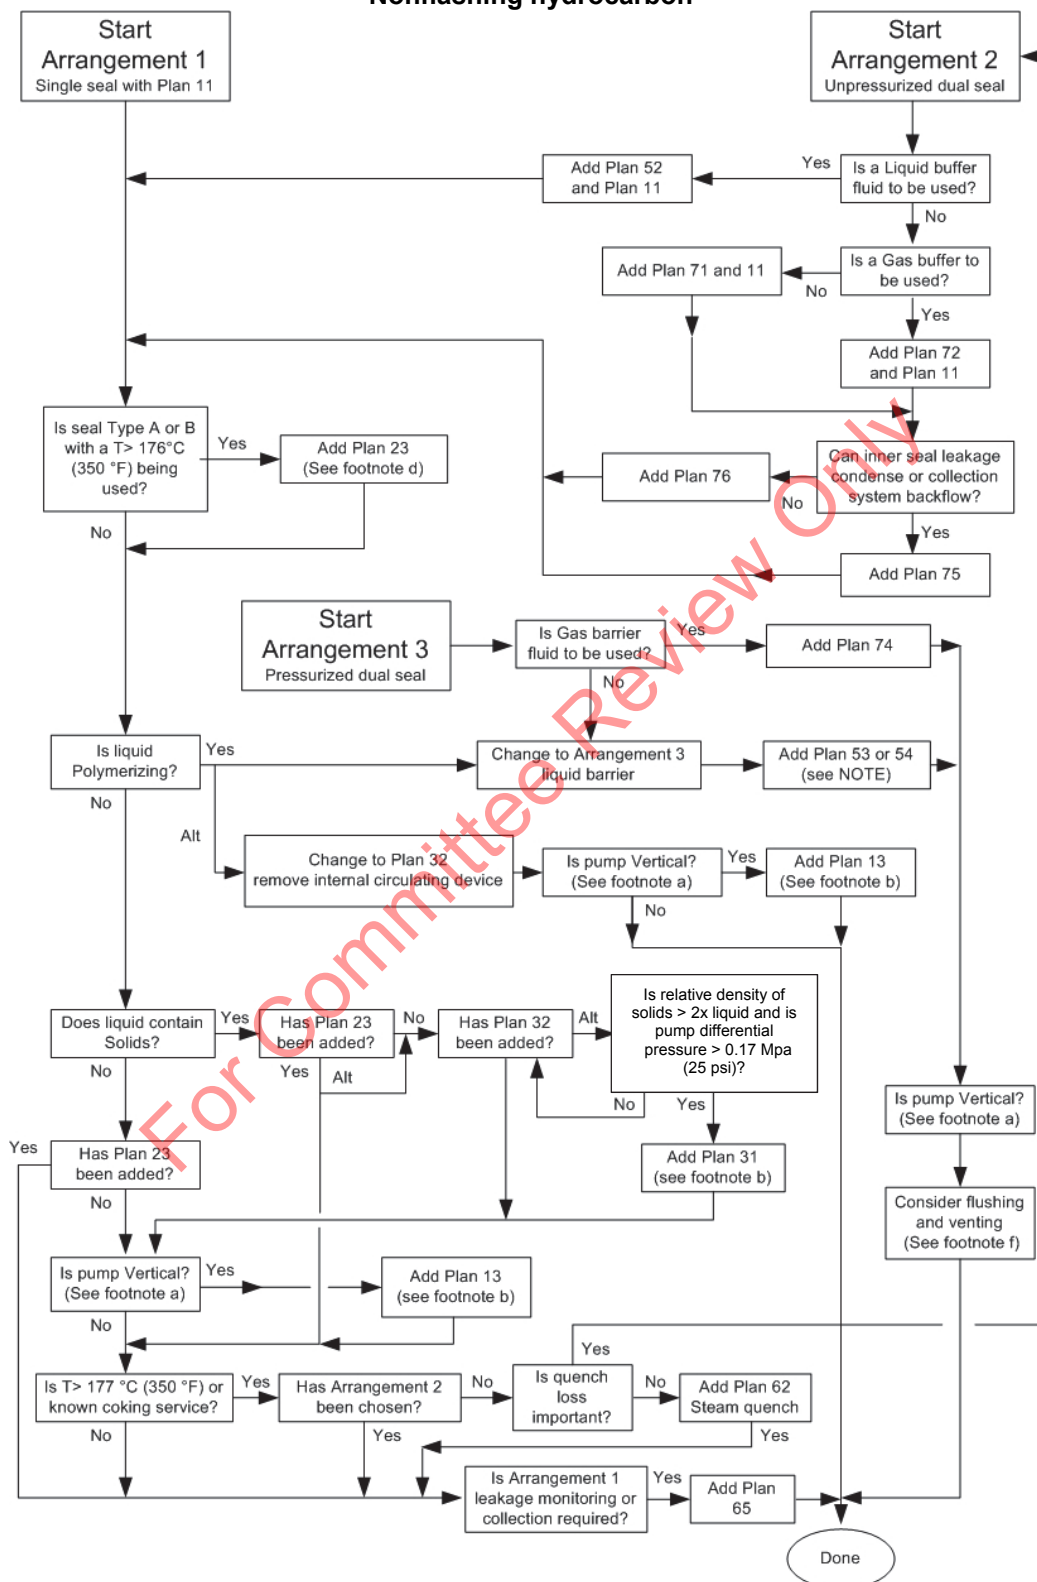 Nonflashing hydrocarbon
Start
Arrangement 1
Single seal with Plan 11
Start
Arrangement 2
Unpressurized dual seal
Add Plan 52
and Plan 11
Yes
Is a Liquid buffer
fluid to be used?
No
Add Plan 71 and 11
No
Is a Gas buffer to
be used?
Yes
Add Plan 72
and Plan 11
Is seal Type A or B
with a T> 176°C
(350 °F) being
used?
Yes
Add Plan 23
(See footnote d)
No
Add Plan 76
No
Can inner seal leakage
condense or collection
system backflow?
Yes
Add Plan 75
Start
Arrangement 3
Pressurized dual seal
Is Gas barrier
fluid to be used?
Yes
Add Plan 74
No
Is liquid
Polymerizing?
Yes
Change to Arrangement 3
liquid barrier
Add Plan 53 or 54
(see NOTE)
No
Alt
Change to Plan 32
remove internal circulating device
Is pump Vertical?
(See footnote a)
Yes
Add Plan 13
(See footnote b)
No
Does liquid contain
Solids?
Yes
Has Plan 23
been added?
No
Has Plan 32
been added?
Alt
Is relative density of
solids > 2x liquid and is
pump differential
pressure > 0.17 Mpa
(25 psi)?
No
Yes
Alt
No
Yes
Is pump Vertical?
(See footnote a)
Yes
Has Plan 23
been added?
Add Plan 31
(see footnote b)
No
Consider flushing
and venting
(See footnote f)
Is pump Vertical?
(See footnote a)
Yes
Add Plan 13
(see footnote b)
No
Yes
Is T> 177 °C (350 °F) or
known coking service?
Yes
Has Arrangement 2
been chosen?
No
Is quench
loss
important?
No
Add Plan 62
Steam quench
No
Yes
Yes
Is Arrangement 1
leakage monitoring or
collection required?
Yes
Add Plan
65
Done
For Committee Review Only